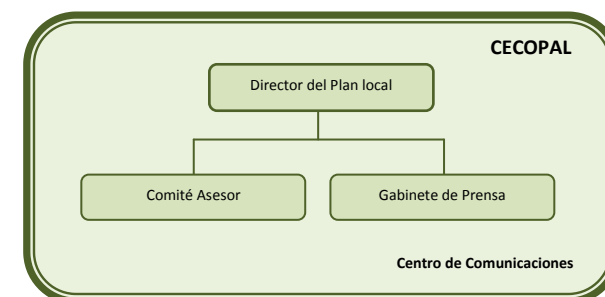 CECOPAL
Director del Plan local
Comité Asesor
Gabinete de Prensa
Centro de Comunicaciones